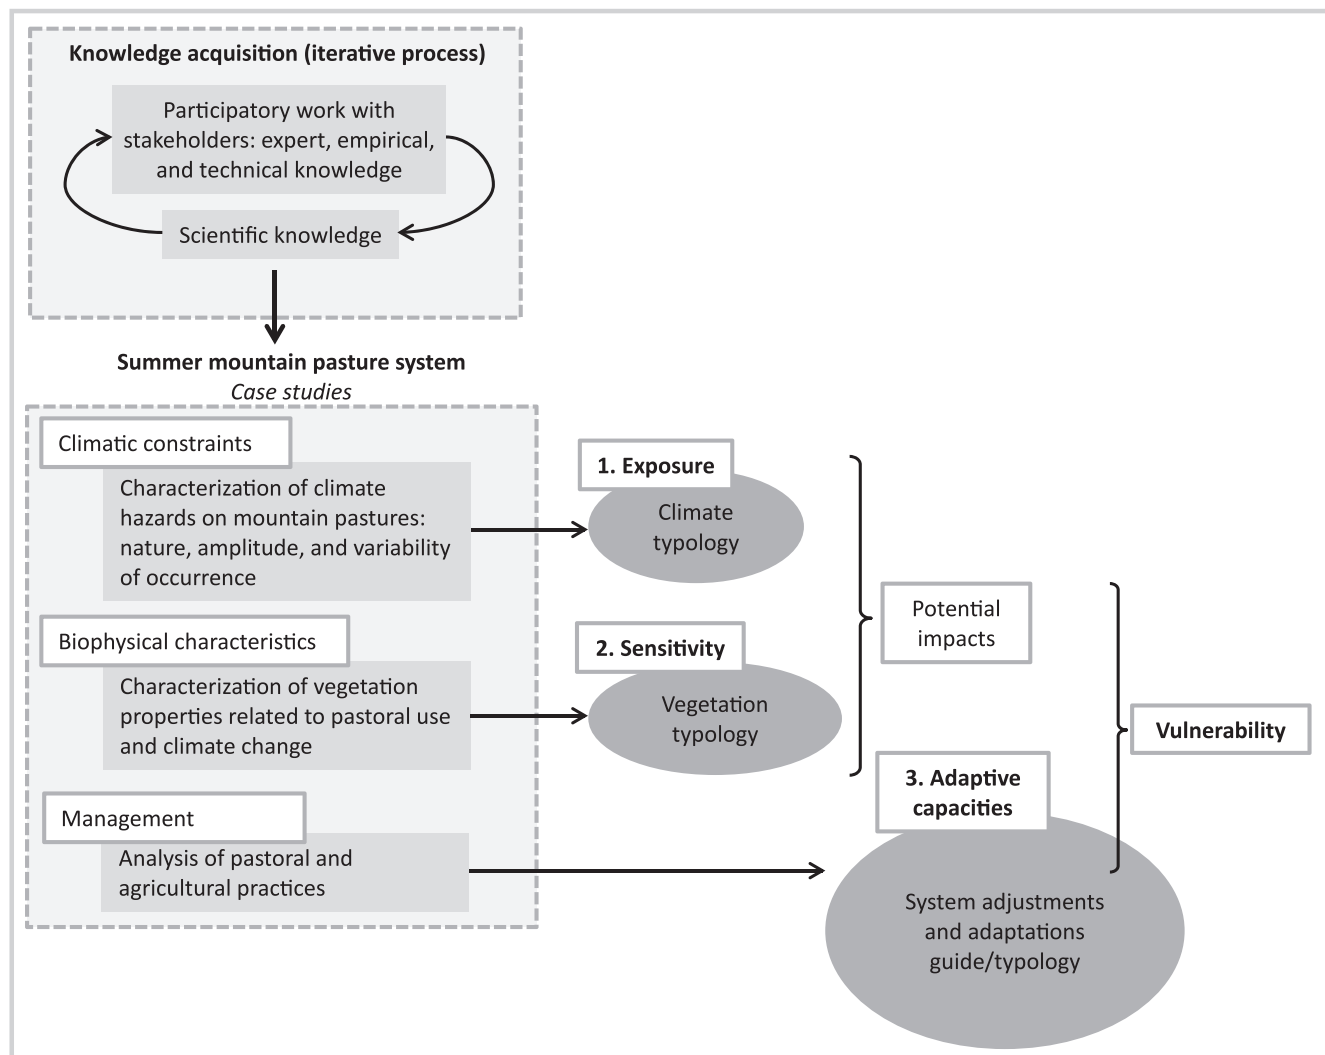 Knowledge acquisition (iterative process)
Participatory work with
stakeholders: expert, empirical,
and technical knowledge
Scientific knowledge
Summer mountain pasture system
Case studies
Climatic constraints
Characterization of climate
hazards on mountain pastures:
nature, amplitude, and variability
of occurrence
1. Exposure
Climate
typology
Biophysical characteristics
Characterization of vegetation
properties related to pastoral use
and climate change
2. Sensitivity
Vegetation
typology
Potential
impacts
Management
Analysis of pastoral and
agricultural practices
3. Adaptive
capacities
System adjustments
and adaptations
guide/typology
Vulnerability